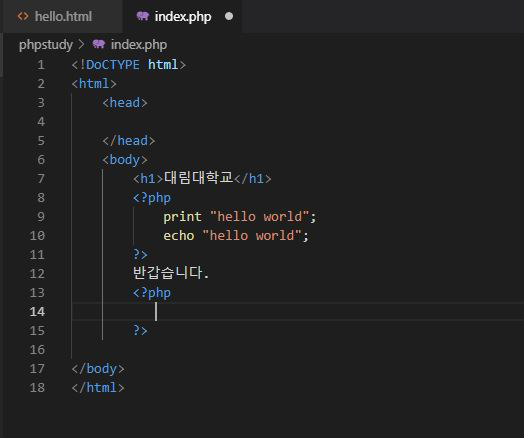 hello.html
index.php
phpstudy > index.php
1 <!DoCTYPE html>
2 <html>
3 <head>
4
5 </head>
6 <body>
7 <h1>대림대학교</h1>
8 <?php
9 print "hello world";
10 echo "hello world";
11 ?>
12 반갑습니다.
13 <?php
14
15 ?>
16
17 </body>
18 </html>